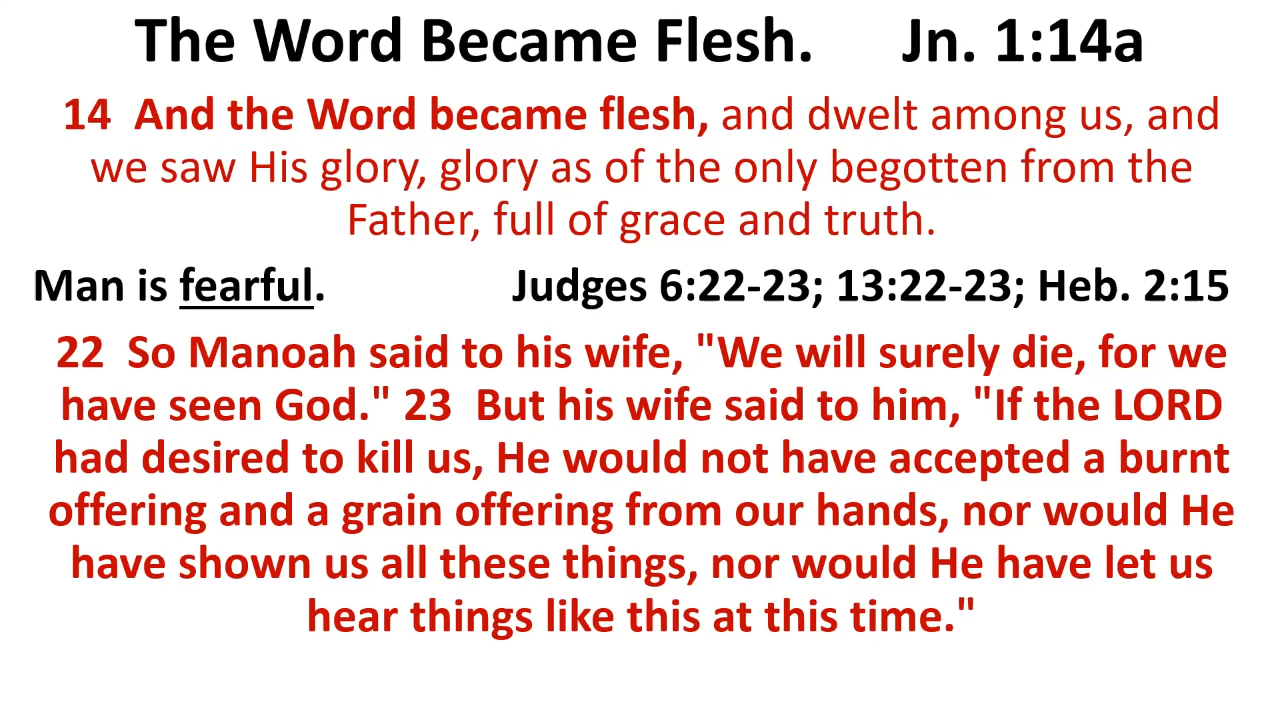 The Word Became Flesh. Jn. 1:14a
14 And the Word became flesh, and dwelt among us, and
we saw His glory, glory as of the only begotten from the
Father, full of grace and truth.
Man is fearful. Judges 6:22-23; 13:22-23; Heb. 2:15
22 So Manoah said to his wife, "We will surely die, for we
have seen God." 23 But his wife said to him, "If the LORD
had desired to kill us, He would not have accepted a burnt
offering and a grain offering from our hands, nor would He
have shown us all these things, nor would He have let us
hear things like this at this time."